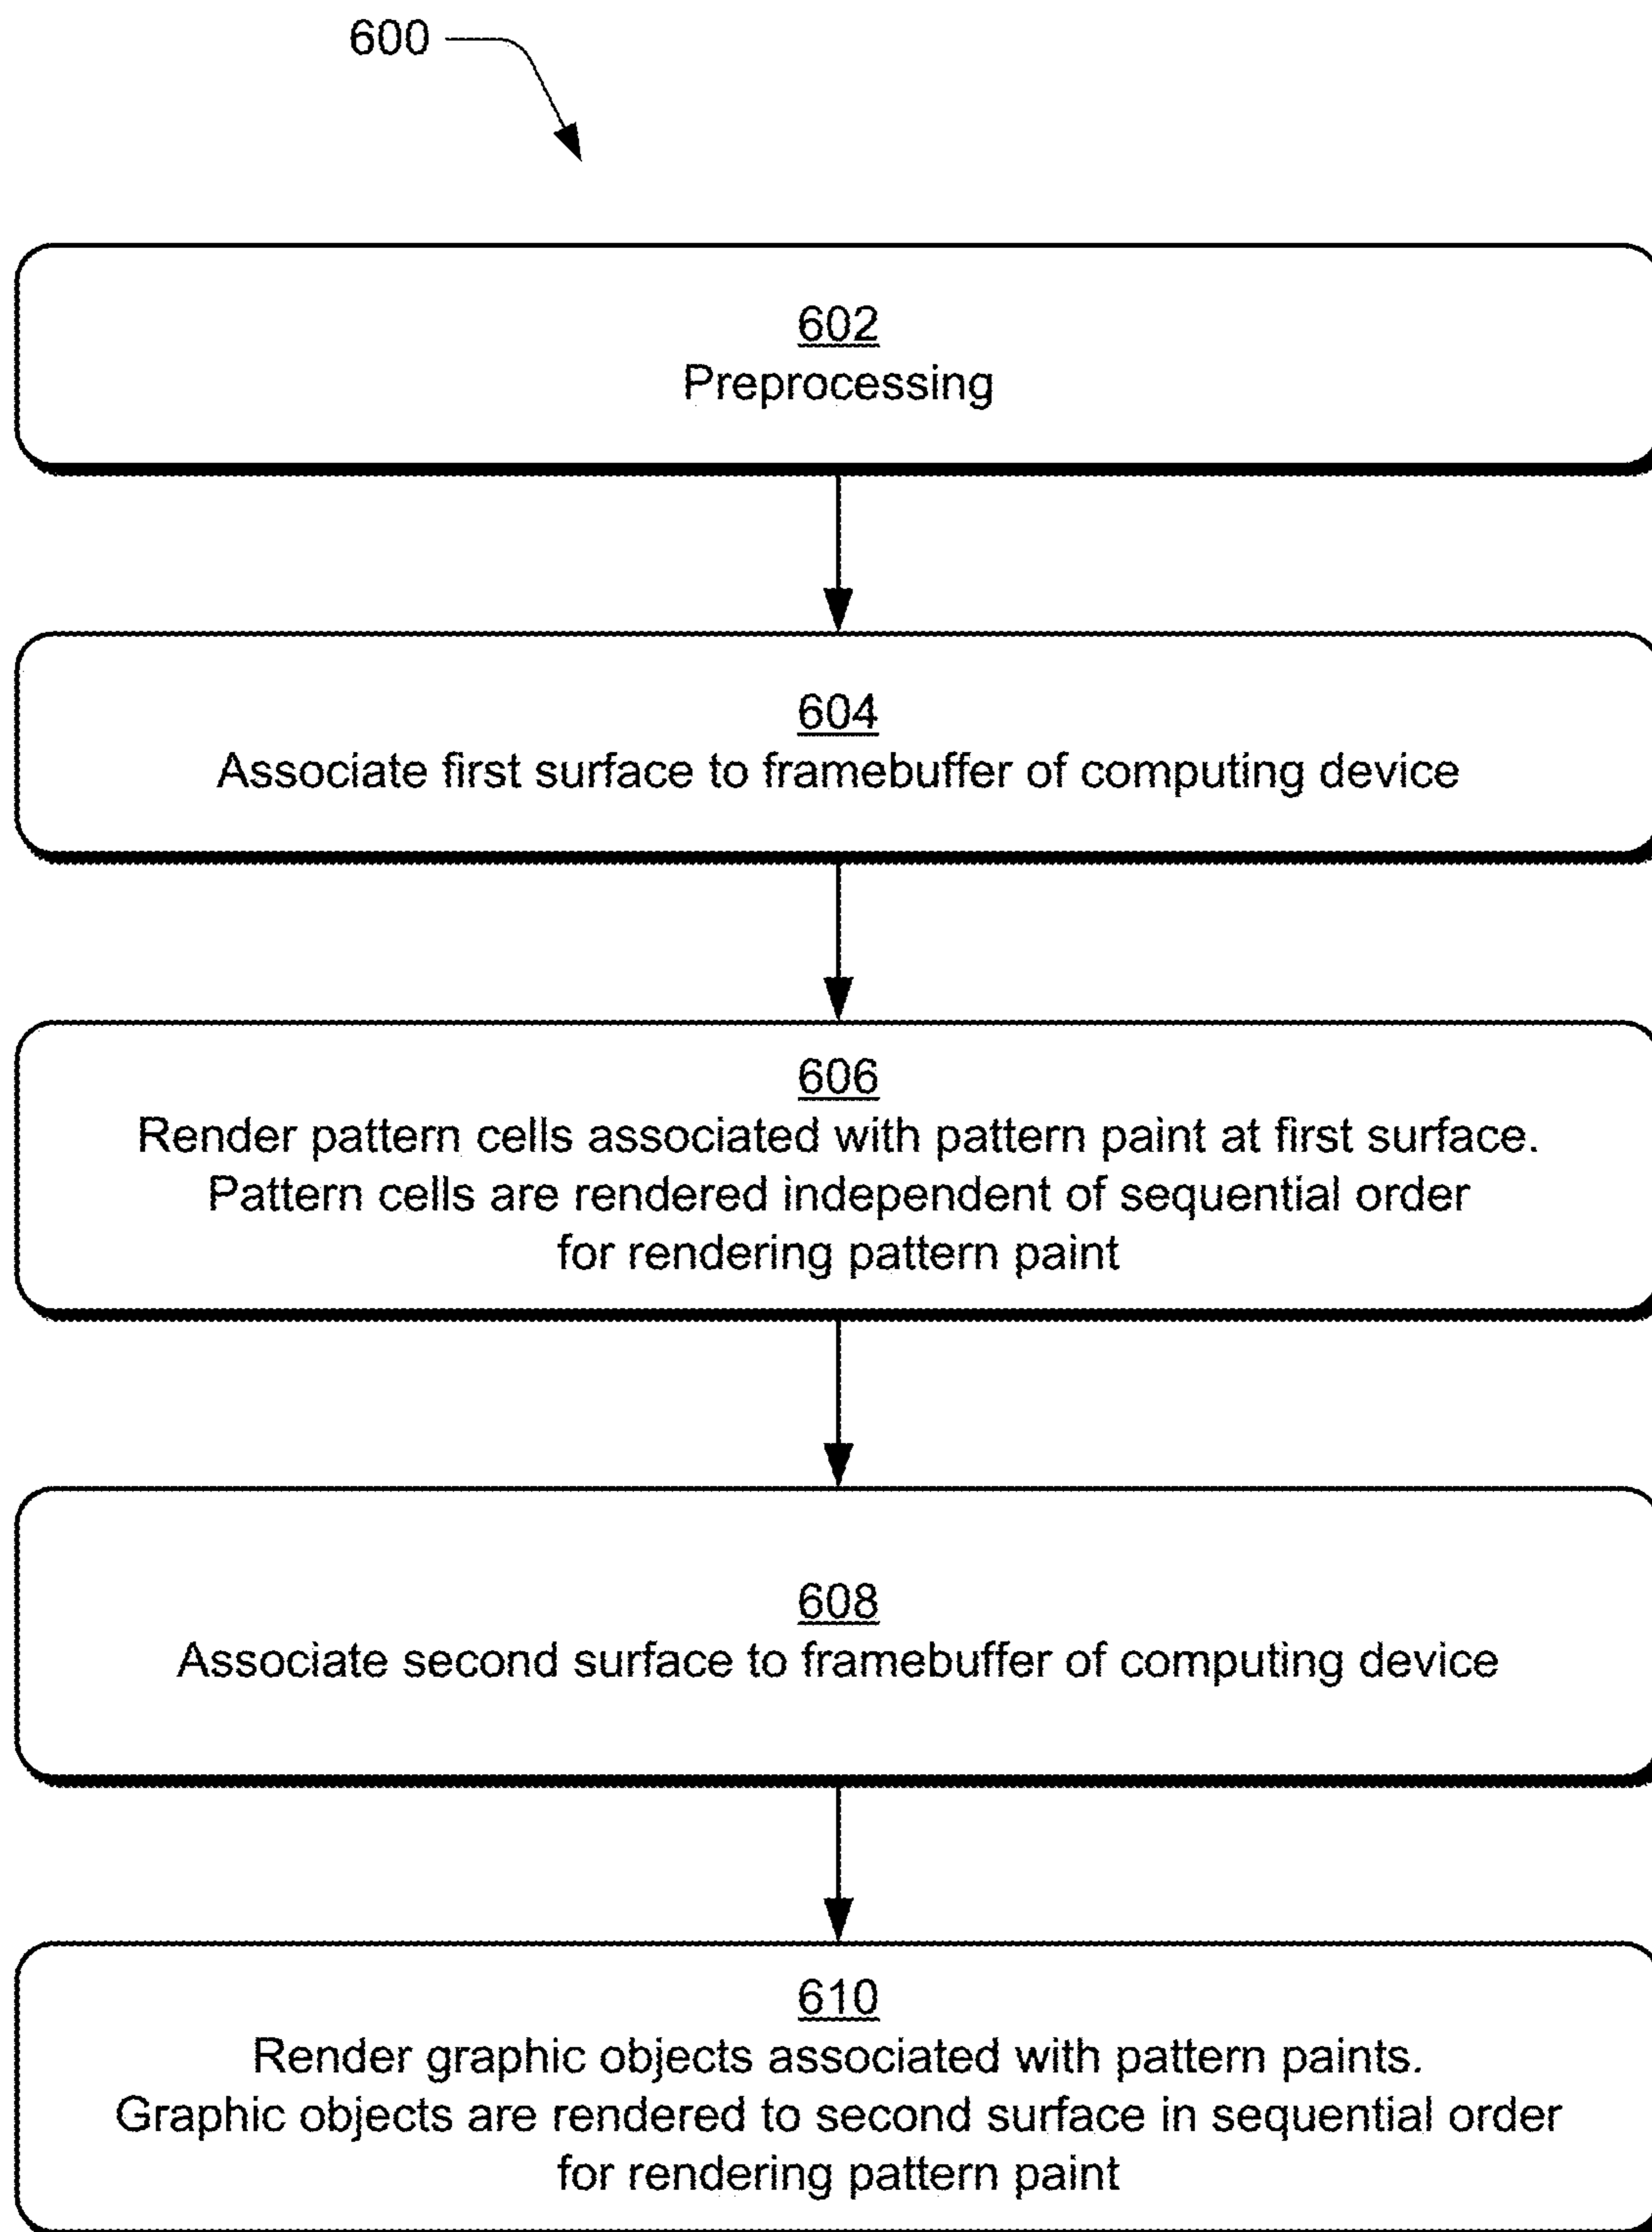 600
602
Preprocessing
604
Associate first surface to framebuffer of computing device
606
Render pattern cells associated with pattern paint at first surface.
Pattern cells are rendered independent of sequential order
for rendering pattern paint
608
Associate second surface to framebuffer of computing device
610
Render graphic objects associated with pattern paints.
Graphic objects are rendered to second surface in sequential order
for rendering pattern paint